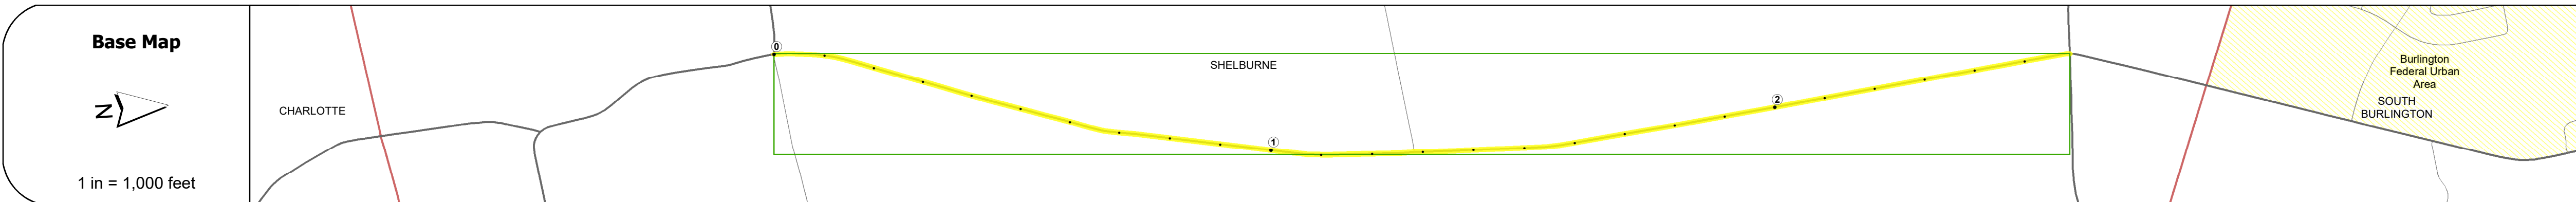 Base Map
N
1 in = 1,000 feet
CHARLOTTE
0
SHELBURNE
1
2
Burlington
Federal Urban
Area
SOUTH
BURLINGTON